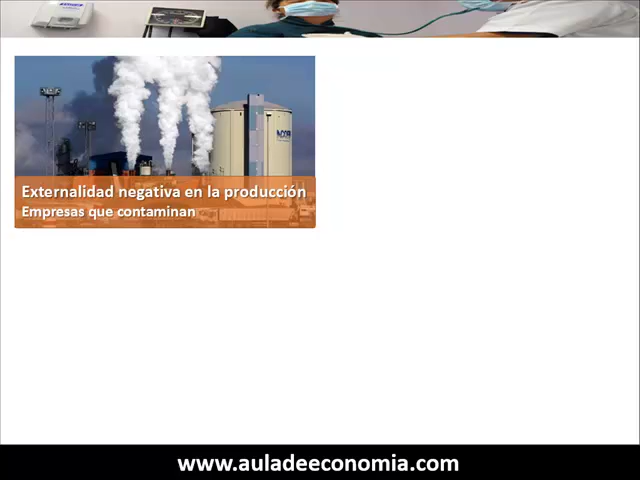 Externalidad negativa en la producción
Empresas que contaminan
www.auladeeconomia.com